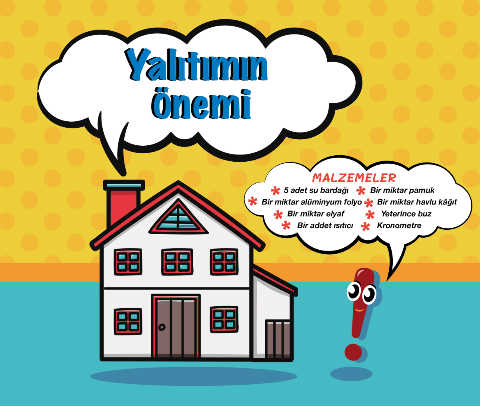 Yalıtımın
önemi
MALZEMELER
* 5 adet su bardağı * Bir miktar pamuk
* Bir miktar alüminyum folyo * Bir miktar havlu kâğıt
* Bir miktar elyaf * Yeterince buz
* Bir addet ısıtıcı * Kronometre